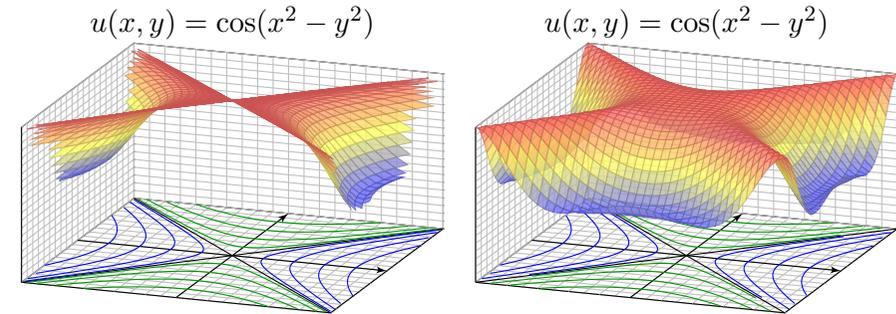 u(x, y) = cos(x² − y²)
u(x, y) = cos(x² − y²)